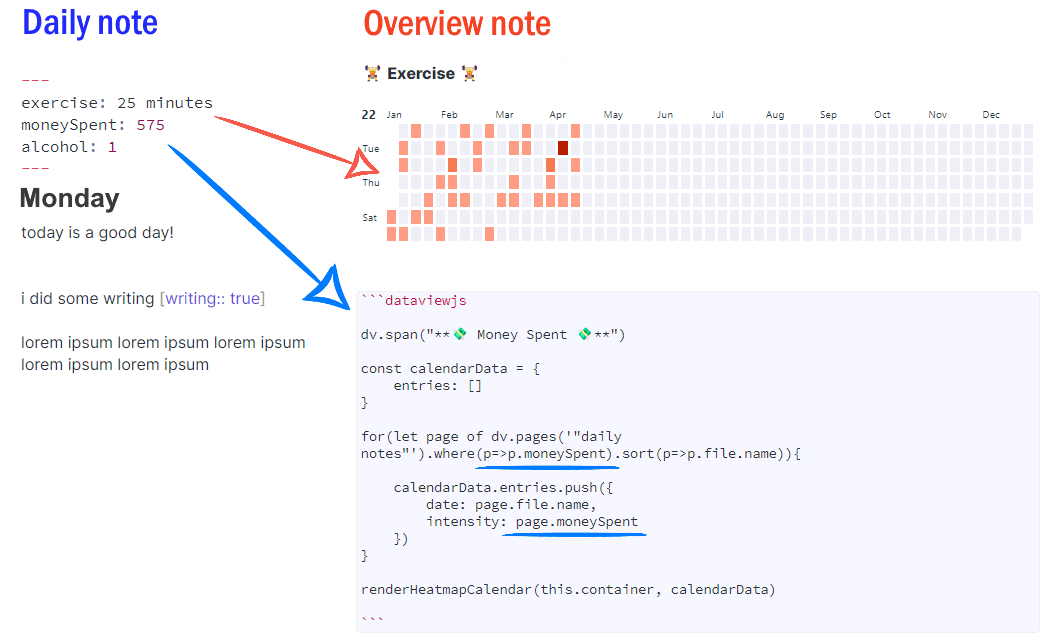 Daily note
---
exercise: 25 minutes
moneySpent: 575
alcohol: 1
---
Monday
today is a good day!
i did some writing [writing:: true]
lorem ipsum lorem ipsum lorem ipsum
lorem ipsum lorem ipsum
Overview note
🏋 Exercise 🏋
22 Jan Feb Mar Apr May Jun Jul Aug Sep Oct Nov Dec
Tue
Thu
Sat
```dataviewjs
dv.span("**💸 Money Spent 💸**")
const calendarData = {
    entries: []
}
for(let page of dv.pages('"daily
notes"').where(p=>p.moneySpent).sort(p=>p.file.name)){
    calendarData.entries.push({
        date: page.file.name,
        intensity: page.moneySpent
    })
}
renderHeatmapCalendar(this.container, calendarData)
```